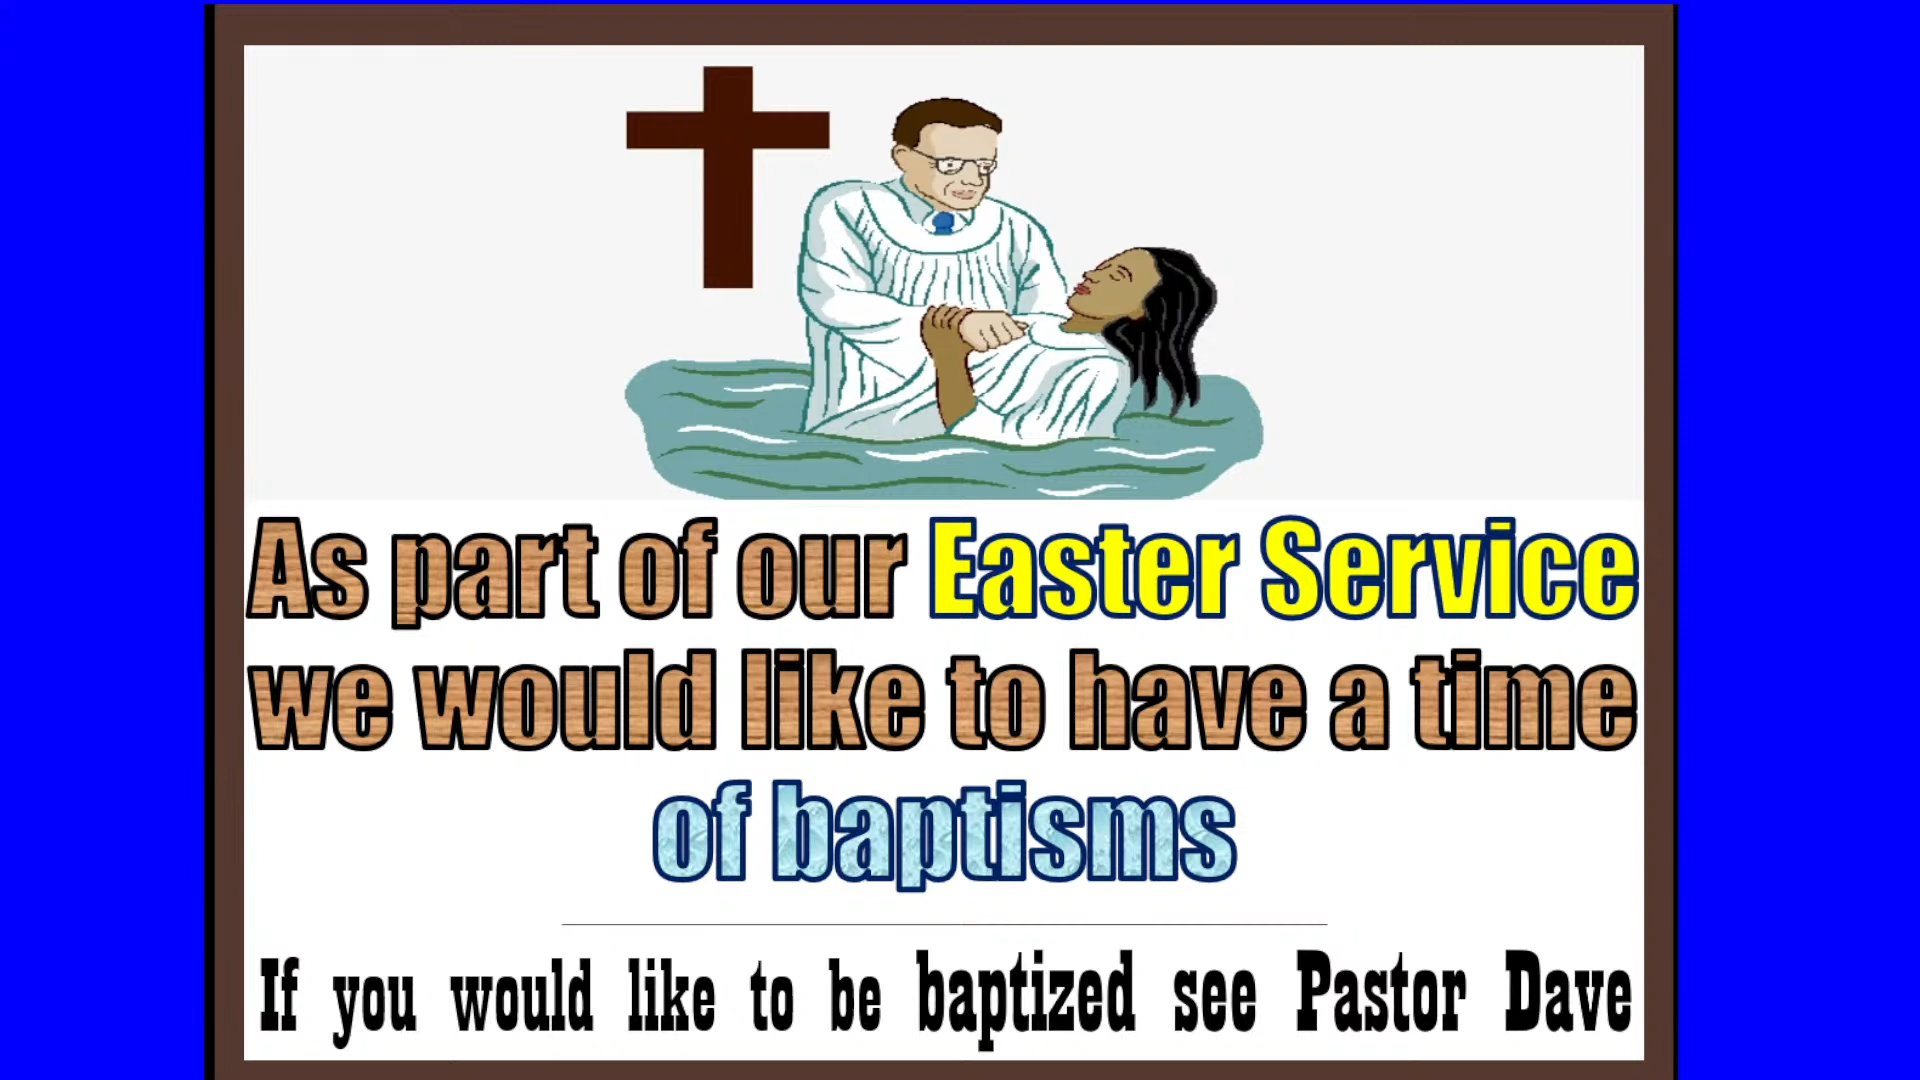 As part of our Easter Service
we would like to have a time
of baptisms
If you would like to be baptized see Pastor Dave